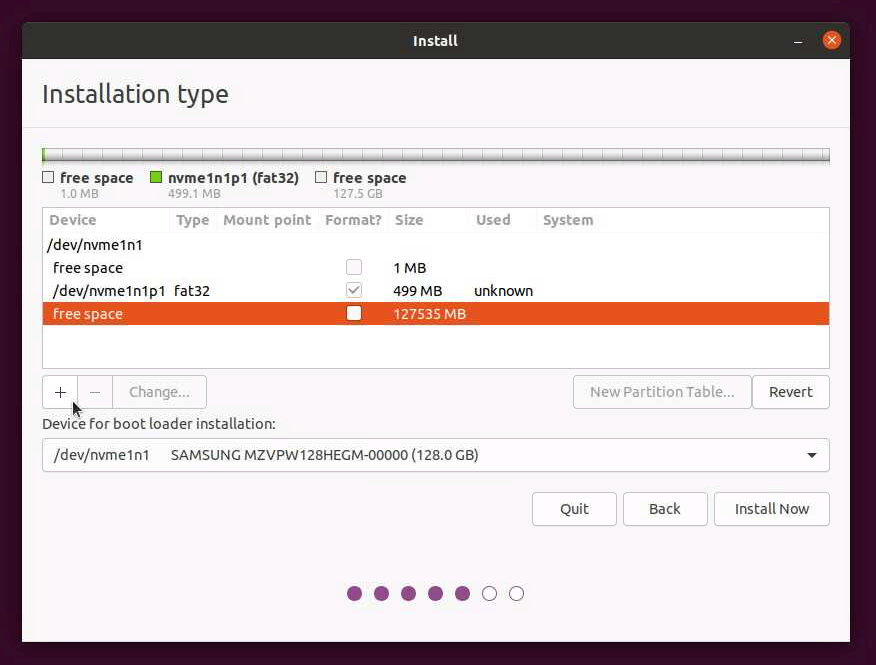 Install
Installation type
free space nvme1n1p1 (fat32) free space
1.0 MB 499.1 MB 127.5 GB
Device Type Mount point Format? Size Used System
/dev/nvme1n1
free space 1 MB
/dev/nvme1n1p1 fat32 499 MB unknown
free space 127535 MB
+ − Change... New Partition Table... Revert
Device for boot loader installation:
/dev/nvme1n1 SAMSUNG MZVPW128HEGM-00000 (128.0 GB)
Quit Back Install Now